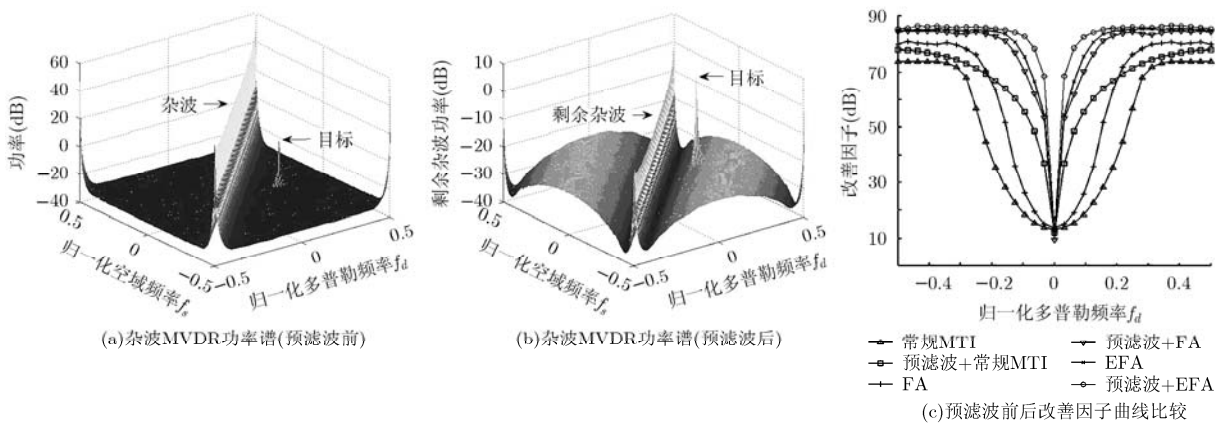 60
40
20
0
−20
−40
功率(dB)
杂波
目标
0.5
0
−0.5
归一化空域频率fs
−0.5
0
0.5
归一化多普勒频率fd
(a)杂波MVDR功率谱(预滤波前)
10
0
−10
−20
−30
−40
剩余杂波功率(dB)
剩余杂波
目标
0.5
0
−0.5
归一化空域频率fs
−0.5
0
0.5
归一化多普勒频率fd
(b)杂波MVDR功率谱(预滤波后)
90
70
50
30
10
改善因子(dB)
−0.4
−0.2
0
0.2
0.4
归一化多普勒频率fd
常规MTI
预滤波+常规MTI
FA
预滤波+FA
EFA
预滤波+EFA
(c)预滤波前后改善因子曲线比较